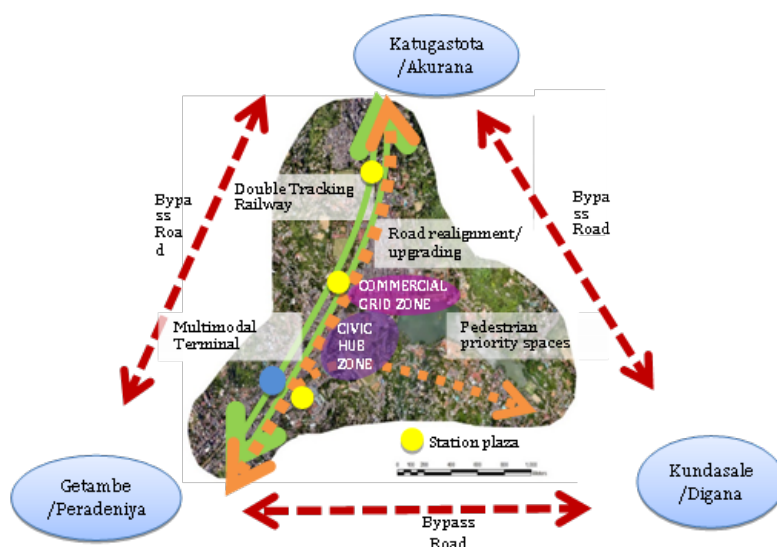 Katugastota
/Akurana
Double Tracking
Railway
Bypa
ss
Roa
d
Bypa
ss
Road
Road realignment/
upgrading
COMMERCIAL
GRID ZONE
Multimodal
Terminal
CIVIC
HUB
ZONE
Pedestrian
priority spaces
Station plaza
Getambe
/Peradeniya
Kundasale
/Digana
Bypass
Road